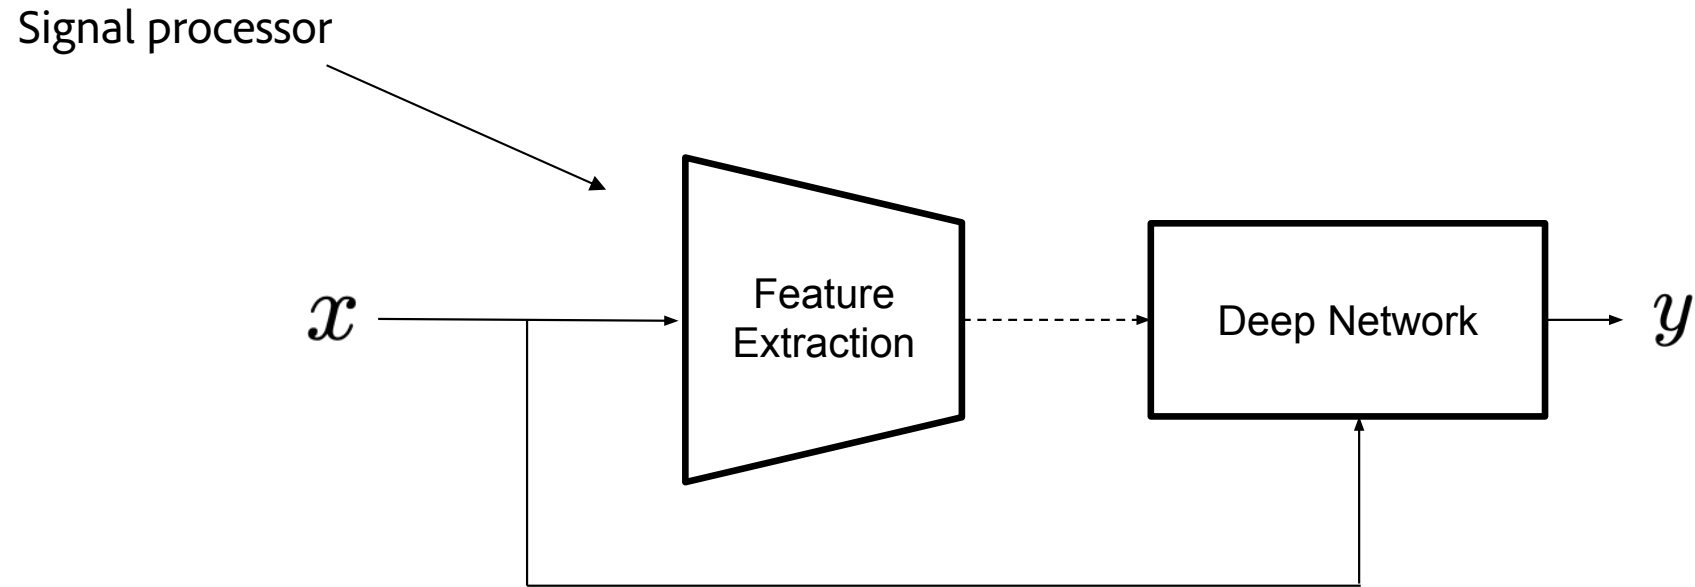 Signal processor
x
Feature
Extraction
Deep Network
y